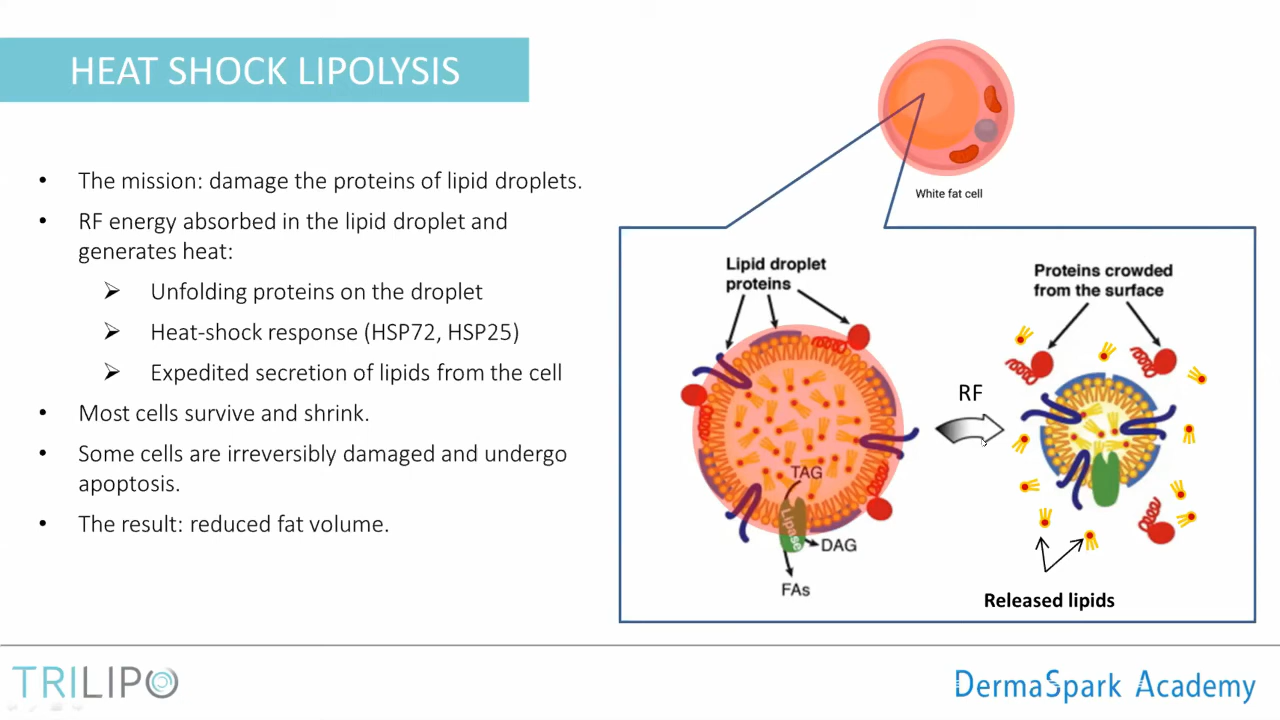 HEAT SHOCK LIPOLYSIS
• The mission: damage the proteins of lipid droplets.
• RF energy absorbed in the lipid droplet and
generates heat:
➢ Unfolding proteins on the droplet
➢ Heat-shock response (HSP72, HSP25)
➢ Expedited secretion of lipids from the cell
• Most cells survive and shrink.
• Some cells are irreversibly damaged and undergo
apoptosis.
• The result: reduced fat volume.
White fat cell
Lipid droplet
proteins
Proteins crowded
from the surface
RF
TAG
Lipase
DAG
FAs
Released lipids
TRILIPO
DermaSpark Academy